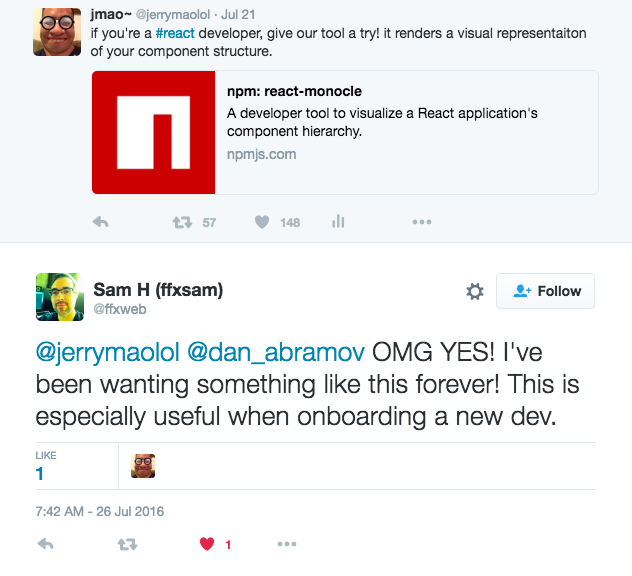 jmao~ @jerrymaolol · Jul 21
if you're a #react developer, give our tool a try! it renders a visual representaiton
of your component structure.
npm: react-monocle
A developer tool to visualize a React application's
component hierarchy.
npmjs.com
57 148
Sam H (ffxsam)
@ffxweb
Follow
@jerrymaolol @dan_abramov OMG YES! I've
been wanting something like this forever! This is
especially useful when onboarding a new dev.
LIKE
1
7:42 AM - 26 Jul 2016
1